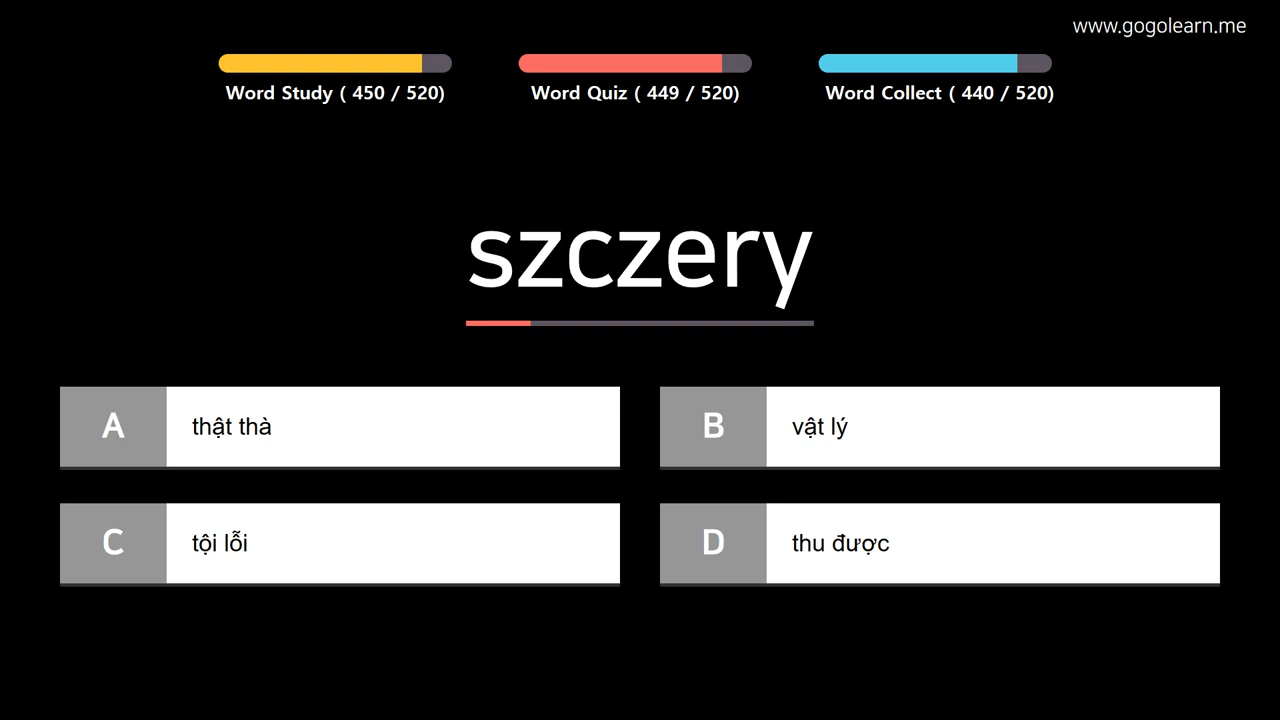 www.gogolearn.me
Word Study ( 450 / 520)
Word Quiz ( 449 / 520)
Word Collect ( 440 / 520)
szczery
A
thật thà
B
vật lý
C
tội lỗi
D
thu được